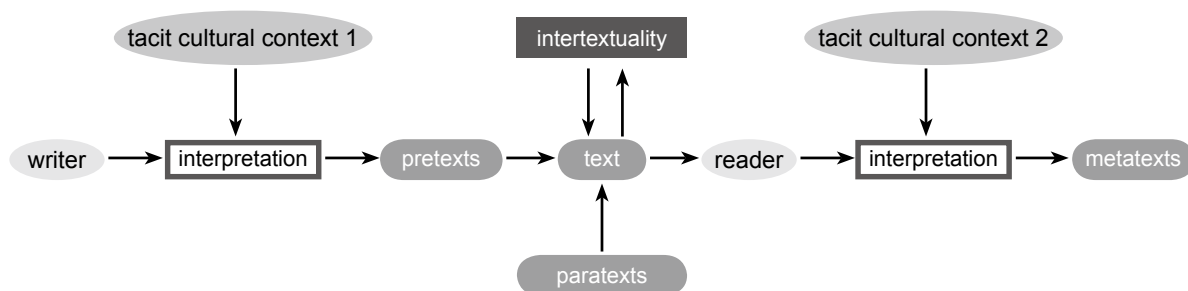 tacit cultural context 1
intertextuality
tacit cultural context 2
writer
interpretation
pretexts
text
reader
interpretation
metatexts
paratexts